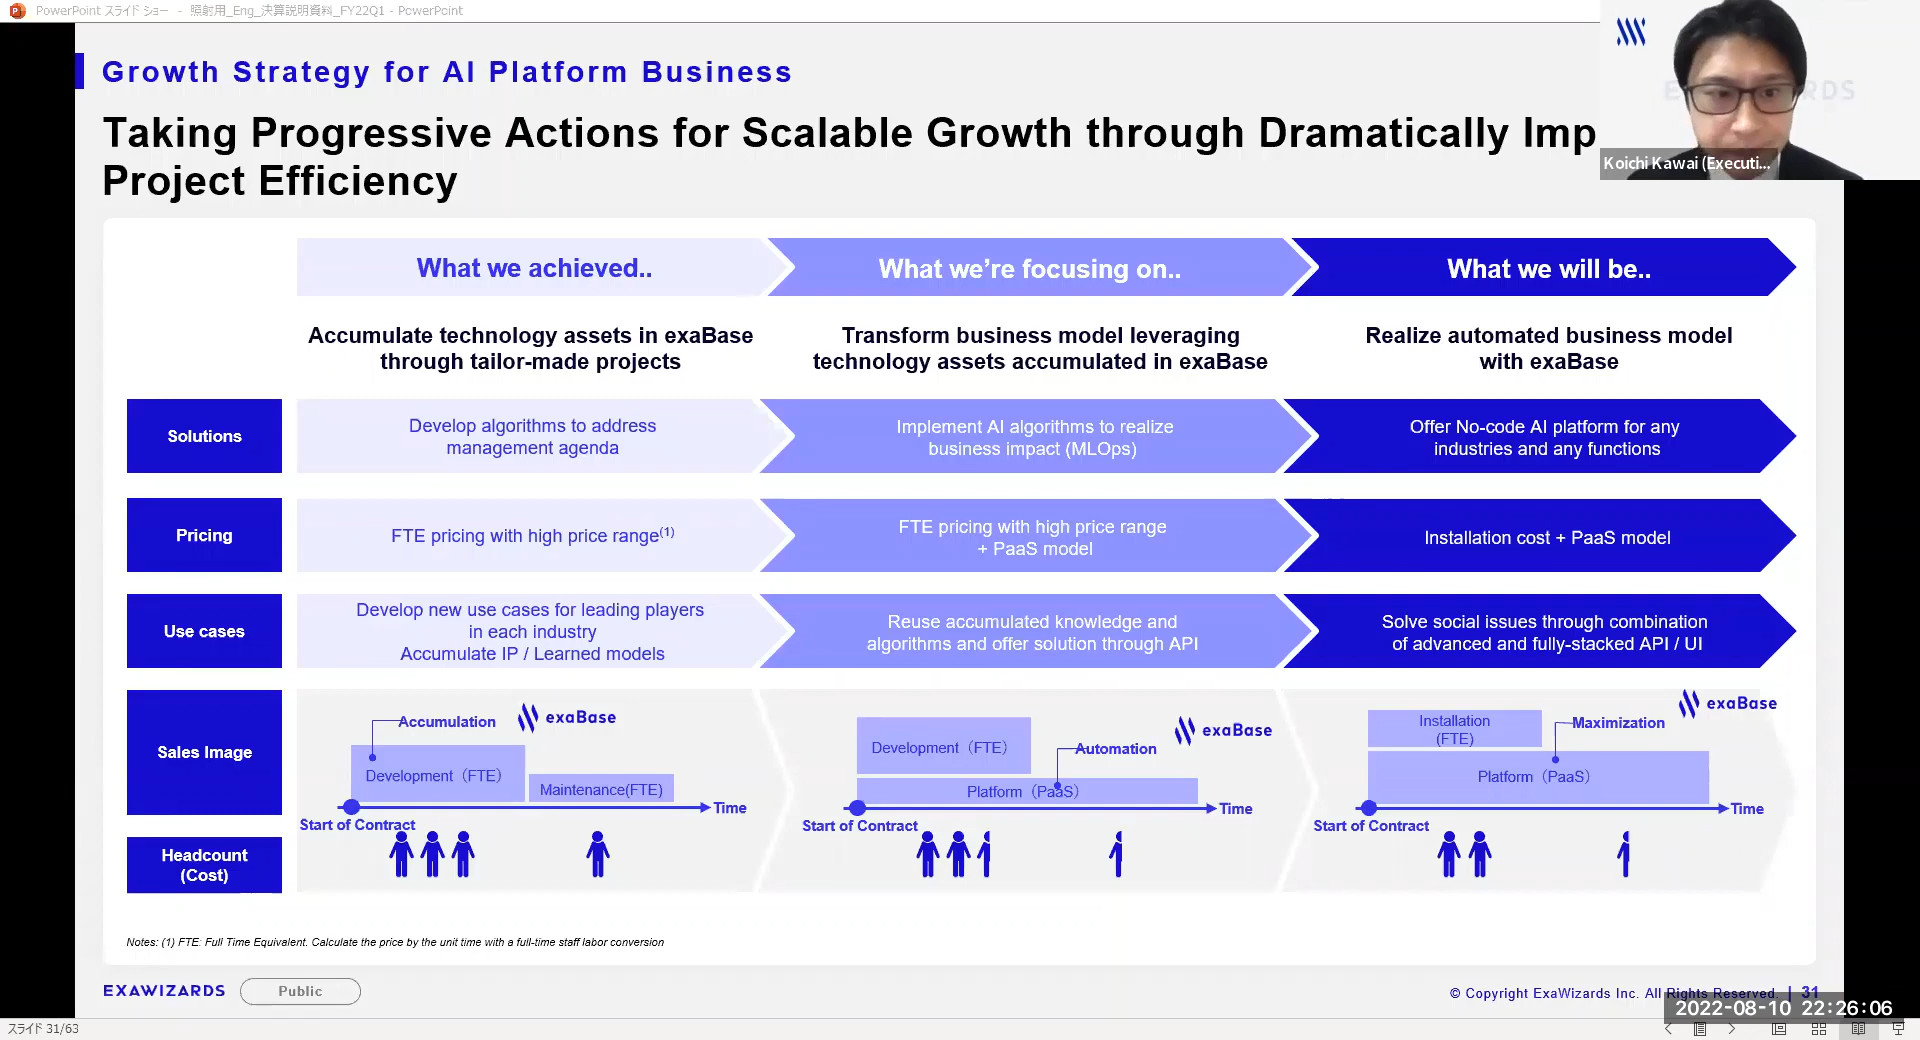 PowerPoint スライド ショー - 照射用_Eng_決算説明資料_FY22Q1 - PowerPoint
Growth Strategy for AI Platform Business
Taking Progressive Actions for Scalable Growth through Dramatically Imp
Project Efficiency
Koichi Kawai (Executi...
What we achieved..
What we're focusing on..
What we will be..
Accumulate technology assets in exaBase
through tailor-made projects
Transform business model leveraging
technology assets accumulated in exaBase
Realize automated business model
with exaBase
Solutions
Develop algorithms to address
management agenda
Implement AI algorithms to realize
business impact (MLOps)
Offer No-code AI platform for any
industries and any functions
Pricing
FTE pricing with high price range(1)
FTE pricing with high price range
+ PaaS model
Installation cost + PaaS model
Use cases
Develop new use cases for leading players
in each industry
Accumulate IP / Learned models
Reuse accumulated knowledge and
algorithms and offer solution through API
Solve social issues through combination
of advanced and fully-stacked API / UI
Sales Image
Accumulation
exaBase
Development（FTE）
Maintenance(FTE)
Time
Start of Contract
exaBase
Development（FTE）
Automation
Platform（PaaS）
Time
Start of Contract
exaBase
Installation
(FTE)
Maximization
Platform（PaaS）
Time
Start of Contract
Headcount
(Cost)
Notes: (1) FTE: Full Time Equivalent. Calculate the price by the unit time with a full-time staff labor conversion
EXAWIZARDS
Public
© Copyright ExaWizards Inc. All Rights Reserved. | 31
2022-08-10 22:26:06
スライド 31/63